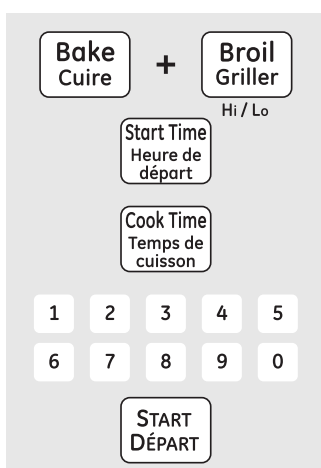 Bake + Broil
Cuire Griller
Hi / Lo
Start Time
Heure de
départ
Cook Time
Temps de
cuisson
1 2 3 4 5
6 7 8 9 0
START
DÉPART